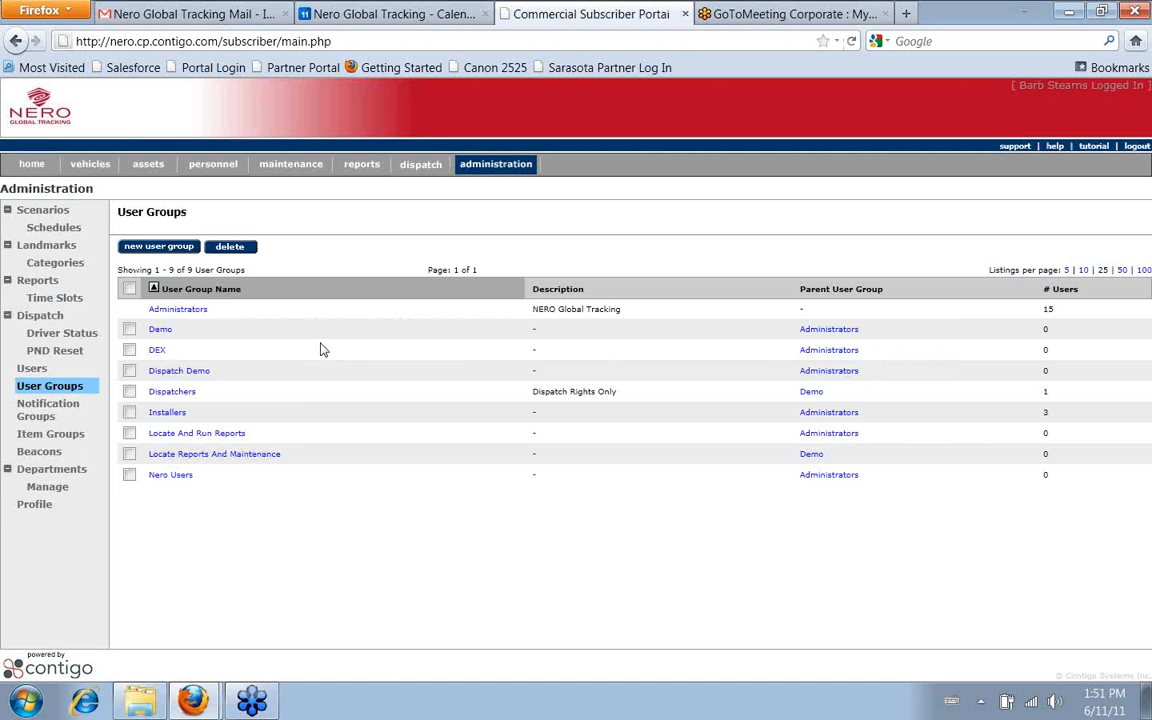 Firefox
Nero Global Tracking Mail - I...
Nero Global Tracking - Calen...
Commercial Subscriber Portal
GoToMeeting Corporate : My...
http://nero.cp.contigo.com/subscriber/main.php
Google
Most Visited
Salesforce
Portal Login
Partner Portal
Getting Started
Canon 2525
Sarasota Partner Log In
Bookmarks
[ Barb Stearns Logged In ]
NERO
GLOBAL TRACKING
support | help | tutorial | logout
home vehicles assets personnel maintenance reports dispatch administration
Administration
Scenarios
Schedules
Landmarks
Categories
Reports
Time Slots
Dispatch
Driver Status
PND Reset
Users
User Groups
Notification
Groups
Item Groups
Beacons
Departments
Manage
Profile
User Groups
new user group delete
Showing 1 - 9 of 9 User Groups Page: 1 of 1 Listings per page: 5 | 10 | 25 | 50 | 100
User Group Name Description Parent User Group # Users
Administrators NERO Global Tracking - 15
Demo - Administrators 0
DEX - Administrators 0
Dispatch Demo - Administrators 0
Dispatchers Dispatch Rights Only Demo 1
Installers - Administrators 3
Locate And Run Reports - Administrators 0
Locate Reports And Maintenance - Demo 0
Nero Users - Administrators 0
powered by
contigo
© Contigo Systems Inc.
1:51 PM
6/11/11